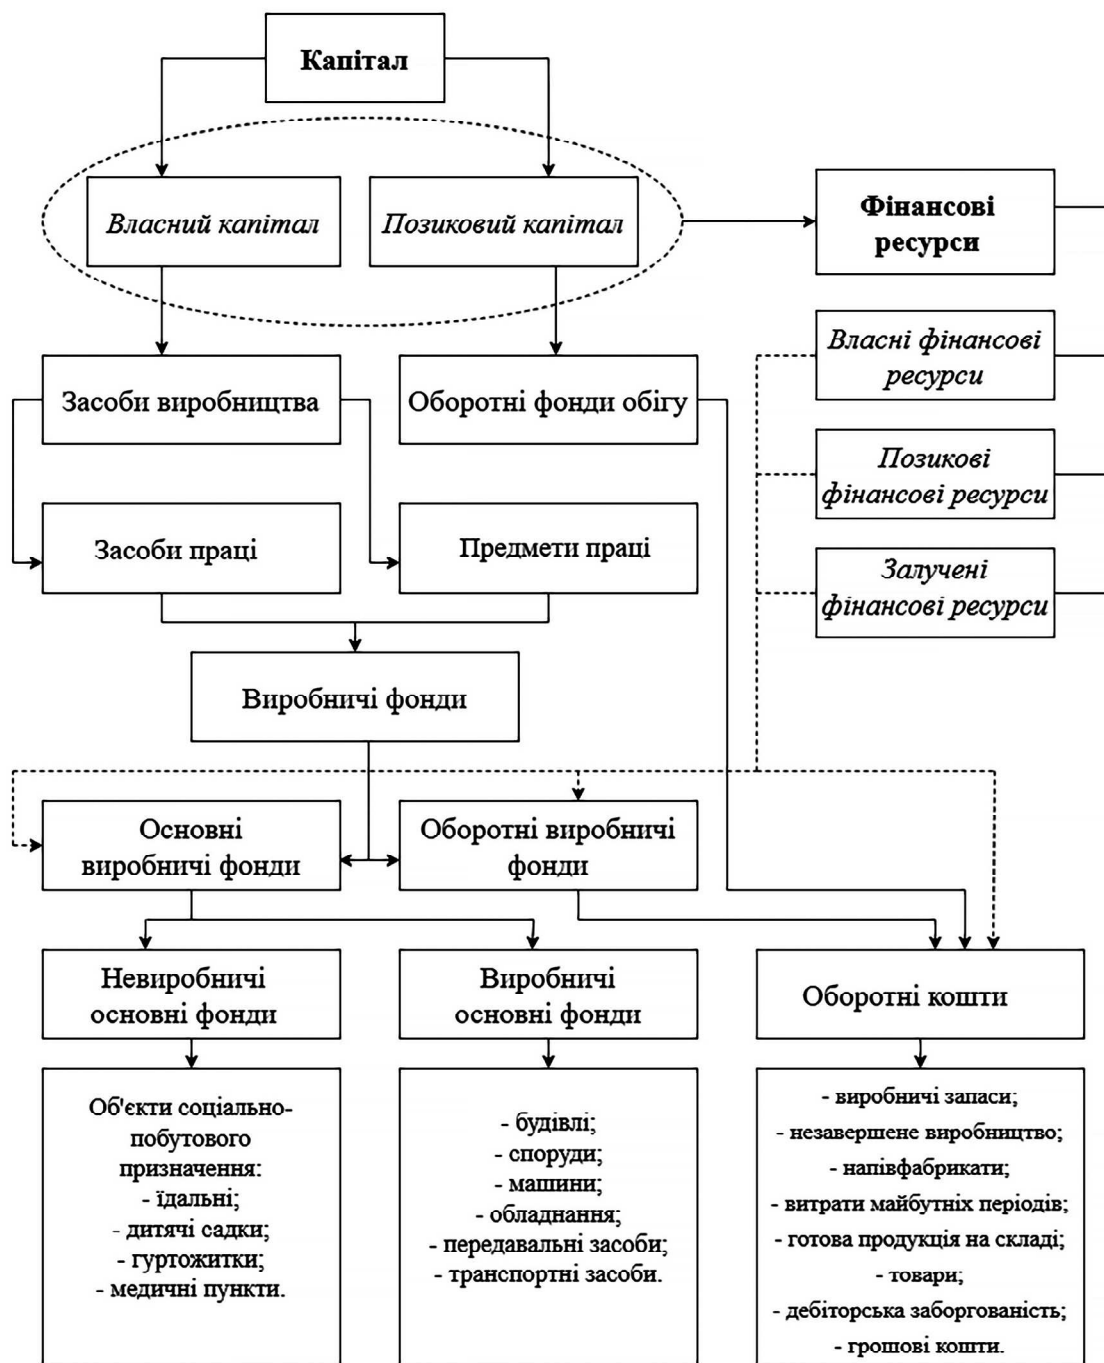 Капітал
Власний капітал
Позиковий капітал
Фінансові
ресурси
Власні фінансові
ресурси
Засоби виробництва
Оборотні фонди обігу
Позикові
фінансові ресурси
Засоби праці
Предмети праці
Залучені
фінансові ресурси
Виробничі фонди
Основні
виробничі фонди
Оборотні виробничі
фонди
Невиробничі
основні фонди
Виробничі
основні фонди
Оборотні кошти
Об'єкти соціально-
побутового
призначення:
- їдальні;
- дитячі садки;
- гуртожитки;
- медичні пункти.
- будівлі;
- споруди;
- машини;
- обладнання;
- передавальні засоби;
- транспортні засоби.
- виробничі запаси;
- незавершене виробництво;
- напівфабрикати;
- витрати майбутніх періодів;
- готова продукція на складі;
- товари;
- дебіторська заборгованість;
- грошові кошти.